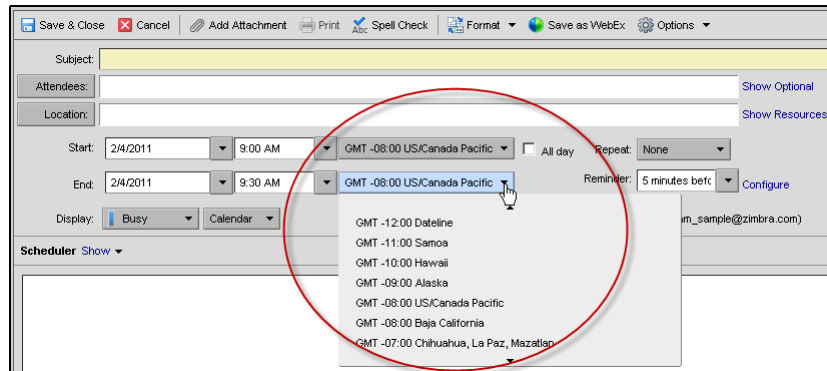 Save & Close Cancel Add Attachment Print Abc Spell Check Format Save as WebEx Options
Subject:
Attendees: Show Optional
Location: Show Resources
Start: 2/4/2011 9:00 AM GMT -08:00 US/Canada Pacific All day Repeat: None
End: 2/4/2011 9:30 AM GMT -08:00 US/Canada Pacific Reminder: 5 minutes befc Configure
Display: Busy Calendar m_sample@zimbra.com)
GMT -12:00 Dateline
Scheduler Show
GMT -11:00 Samoa
GMT -10:00 Hawaii
GMT -09:00 Alaska
GMT -08:00 US/Canada Pacific
GMT -08:00 Baja California
GMT -07:00 Chihuahua, La Paz, Mazatlan